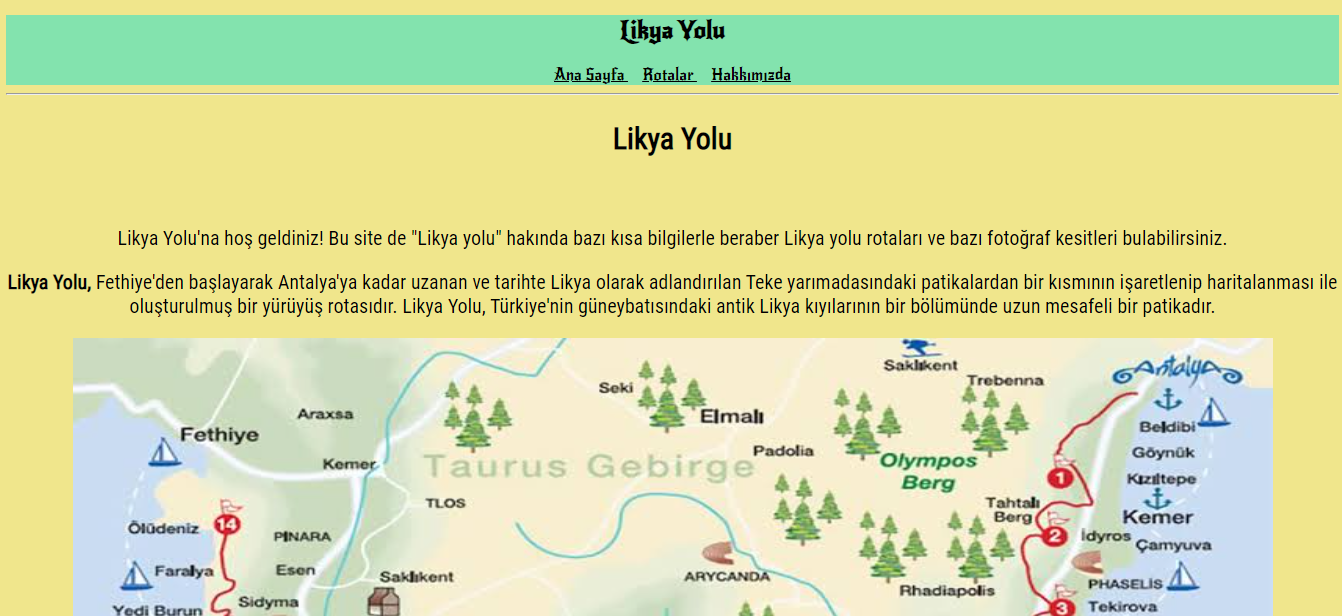 Likya Yolu
Ana Sayfa Rotalar Hakkımızda
Likya Yolu
Likya Yolu'na hoş geldiniz! Bu site de "Likya yolu" hakında bazı kısa bilgilerle beraber Likya yolu rotaları ve bazı fotoğraf kesitleri bulabilirsiniz.
Likya Yolu, Fethiye'den başlayarak Antalya'ya kadar uzanan ve tarihte Likya olarak adlandırılan Teke yarımadasındaki patikalardan bir kısmının işaretlenip haritalanması ile
oluşturulmuş bir yürüyüş rotasıdır. Likya Yolu, Türkiye'nin güneybatısındaki antik Likya kıyılarının bir bölümünde uzun mesafeli bir patikadır.
Saklıkent
Antalya
Trebenna
Seki
Araxsa
Elmalı
Beldibi
Fethiye
Padolia
Göynük
Kemer
Taurus Gebirge
Olympos
Berg
1
Kızıltepe
TLOS
Tahtalı
Berg
Kemer
14
Ölüdeniz
PINARA
2
İdyros
Çamyuva
Faralya
Esen
Saklıkent
ARYCANDA
PHASELİS
Rhadiapolis
Yedi Burun
Sidyma
3
Tekirova